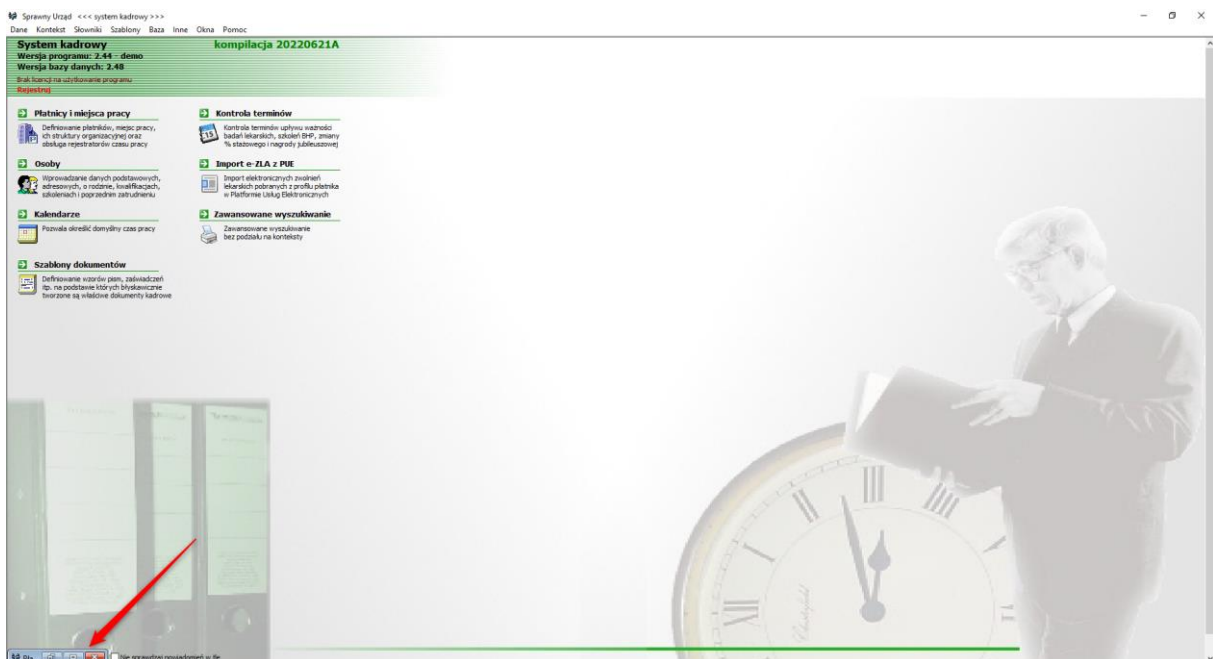 Sprawny Urząd <<< system kadrowy >>>
Dane Kontekst Słowniki Szablony Baza Inne Okna Pomoc
System kadrowy
kompilacja 20220621A
Wersja programu: 2.44 - demo
Wersja bazy danych: 2.48
Brak licencji na użytkowanie programu
Rejestruj
Płatnicy i miejsca pracy
Definiowanie płatników, miejsc pracy,
ich struktury organizacyjnej oraz
obsługa rejestratorów czasu pracy
Osoby
Wprowadzanie danych podstawowych,
adresowych, o rodzinie, kwalifikacjach,
szkoleniach i poprzednim zatrudnieniu
Kalendarze
Pozwala określić domyślny czas pracy
Szablony dokumentów
Definiowanie wzorów pism, zaświadczeń
itp. na podstawie których błyskawicznie
tworzone są właściwe dokumenty kadrowe
Kontrola terminów
15
Kontrola terminów upływu ważności
badań lekarskich, szkoleń BHP, zmiany
% stażowego i nagrody jubileuszowej
Import e-ZLA z PUE
Import elektronicznych zwolnień
lekarskich pobranych z profilu płatnika
w Platformie Usług Elektronicznych
Zawansowane wyszukiwanie
Zawansowane wyszukiwanie
bez podziału na konteksty
Nie sprawdzaj powiadomień w tle